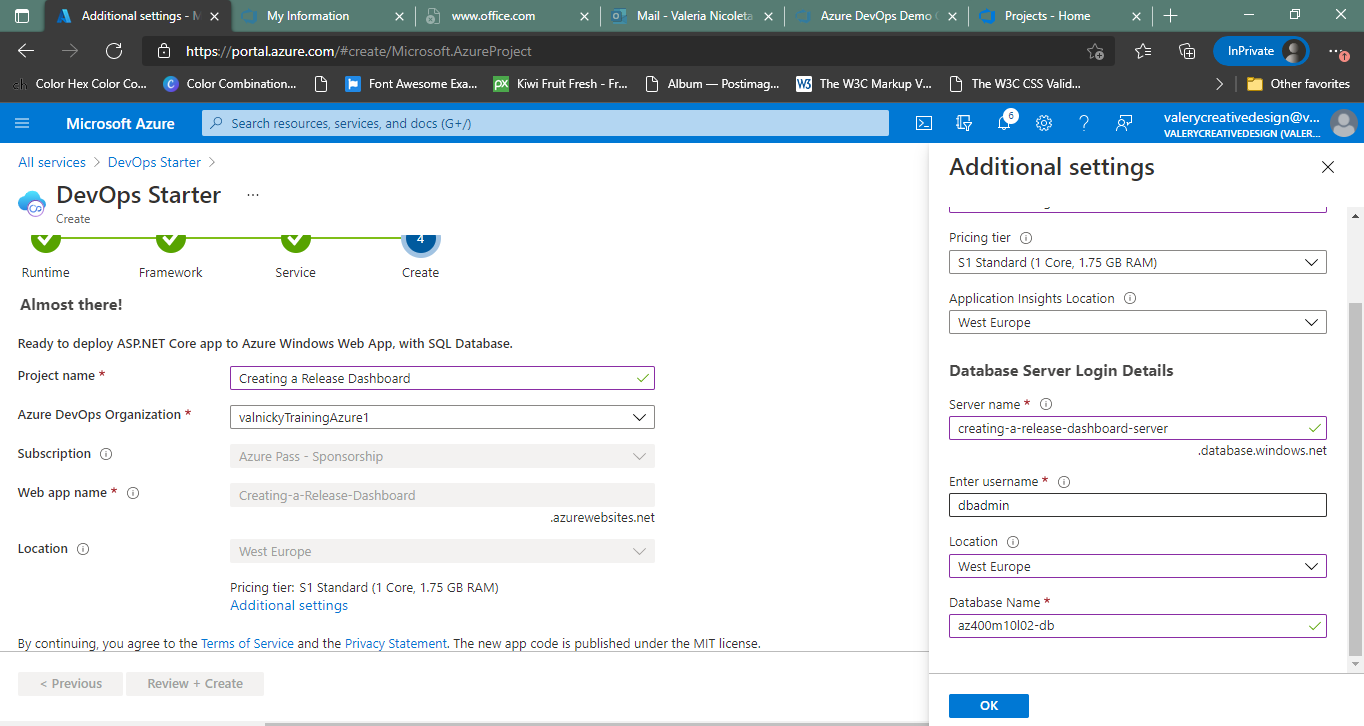 Additional settings - M
My Information
www.office.com
Mail - Valeria Nicoleta
Azure DevOps Demo
Projects - Home
https://portal.azure.com/#create/Microsoft.AzureProject
InPrivate
Color Hex Color Co...
Color Combination...
Font Awesome Exa...
px
Kiwi Fruit Fresh - Fr...
Album — Postimag...
W3
The W3C Markup V...
The W3C CSS Valid...
Other favorites
Microsoft Azure
Search resources, services, and docs (G+/)
6
valerycreativedesign@v...
VALERYCREATIVEDESIGN (VALER...
All services > DevOps Starter >
DevOps Starter ...
Create
4
Runtime
Framework
Service
Create
Almost there!
Ready to deploy ASP.NET Core app to Azure Windows Web App, with SQL Database.
Project name *
Creating a Release Dashboard
Azure DevOps Organization *
valnickyTrainingAzure1
Subscription
Azure Pass - Sponsorship
Web app name *
Creating-a-Release-Dashboard
.azurewebsites.net
Location
West Europe
Pricing tier: S1 Standard (1 Core, 1.75 GB RAM)
Additional settings
By continuing, you agree to the Terms of Service and the Privacy Statement. The new app code is published under the MIT license.
< Previous
Review + Create
Additional settings
Pricing tier
S1 Standard (1 Core, 1.75 GB RAM)
Application Insights Location
West Europe
Database Server Login Details
Server name *
creating-a-release-dashboard-server
.database.windows.net
Enter username *
dbadmin
Location
West Europe
Database Name *
az400m10l02-db
OK